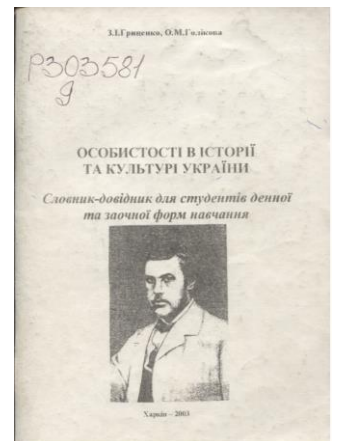 З.І.Гриценко, О.М.Голікова
Р303581
д
ОСОБИСТОСТІ В ІСТОРІЇ
ТА КУЛЬТУРІ УКРАЇНИ
Словник-довідник для студентів денної
та заочної форм навчання
Харків – 2003